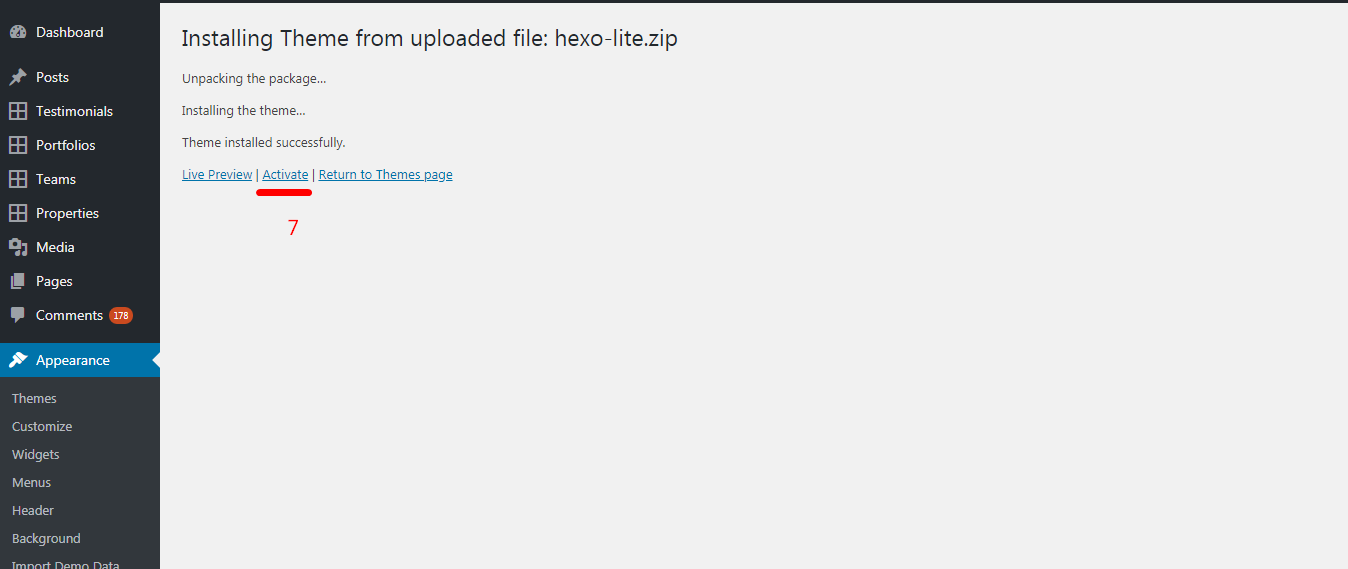 Dashboard
Posts
Testimonials
Portfolios
Teams
Properties
Media
Pages
Comments 178
Appearance
Themes
Customize
Widgets
Menus
Header
Background
Import Demo Data
Installing Theme from uploaded file: hexo-lite.zip
Unpacking the package...
Installing the theme...
Theme installed successfully.
Live Preview | Activate | Return to Themes page
7